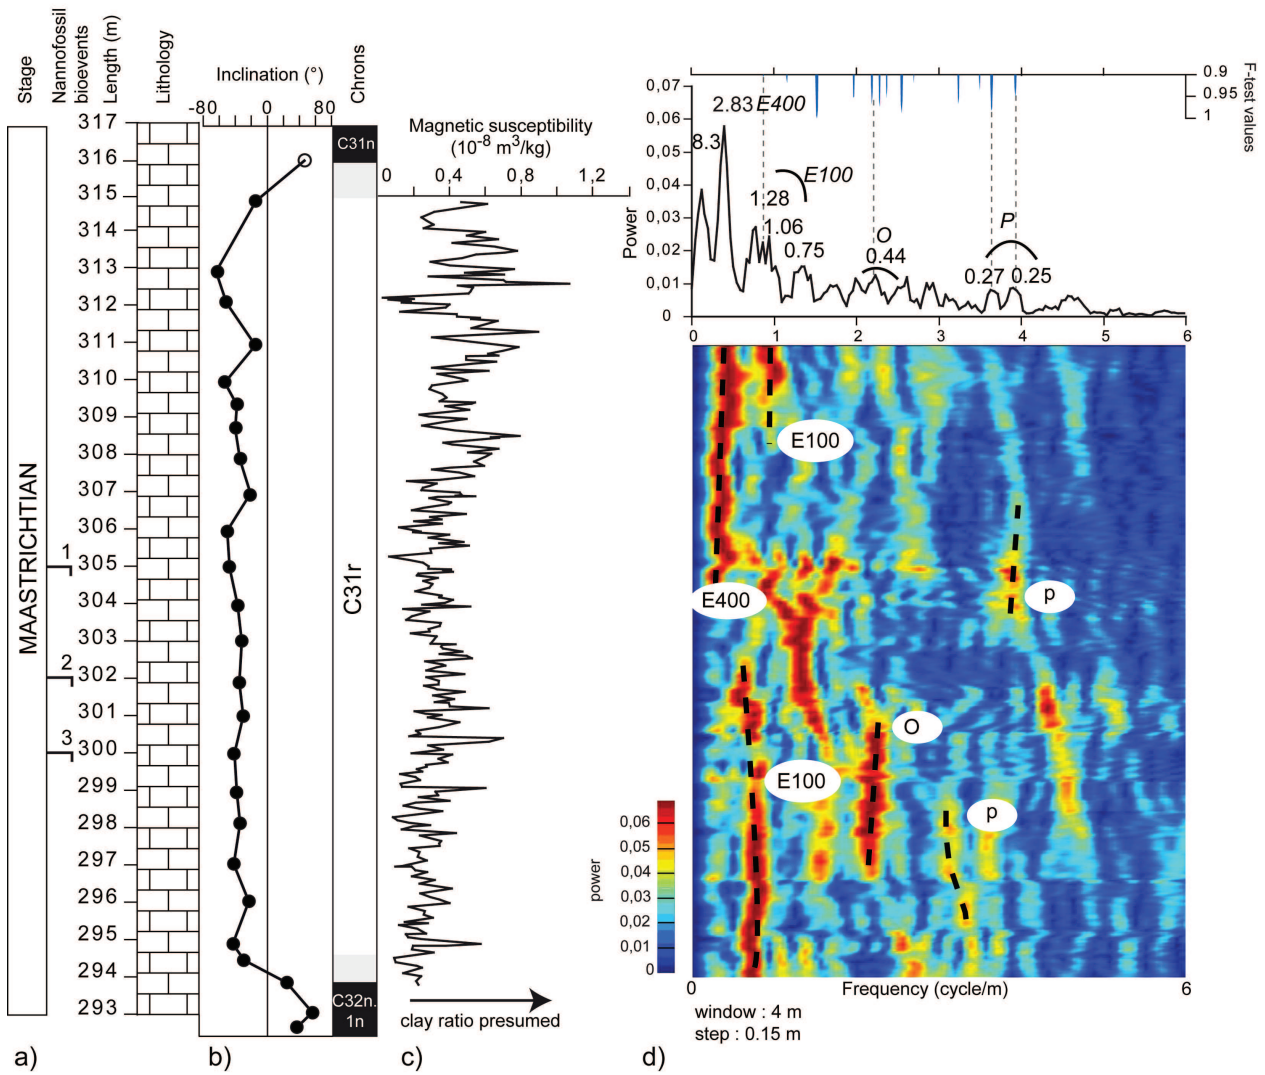 Stage
Nannofossil
bioevents
Length (m)
Lithology
Inclination (°)
-80 0 80
Chrons
Magnetic susceptibility
(10-8 m3/kg)
0 0,4 0,8 1,2
317
316
315
314
313
312
311
310
309
308
307
306
305
304
303
302
301
300
299
298
297
296
295
294
293
MAASTRICHTIAN
1
2
3
C31n
C31r
C32n.
1n
clay ratio presumed
a)
b)
c)
d)
0.9
0.95
1
F-test values
Power
0,07
0,06
0,05
0,04
0,03
0,02
0,01
0
2.83 E400
8.3
E100
1.28
1.06
0.75
O
0.44
P
0.27 0.25
0 1 2 3 4 5 6
E100
E400
p
O
E100
p
power
0,06
0,05
0,04
0,03
0,02
0,01
0
0 Frequency (cycle/m) 6
window : 4 m
step : 0.15 m